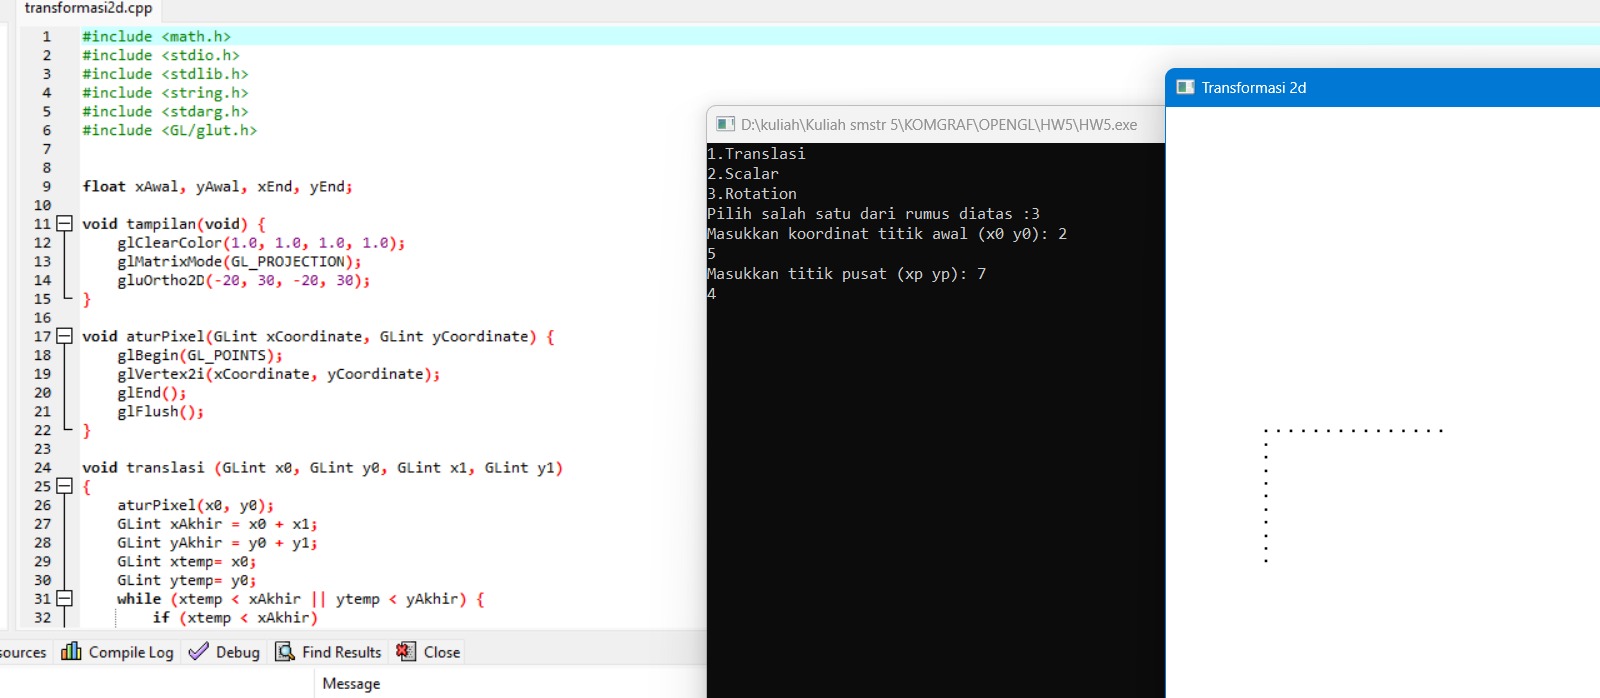 transformasi2d.cpp
1 #include <math.h>
2 #include <stdio.h>
3 #include <stdlib.h>
4 #include <string.h>
5 #include <stdarg.h>
6 #include <GL/glut.h>
7
8
9 float xAwal, yAwal, xEnd, yEnd;
10
11 void tampilan(void) {
12 glClearColor(1.0, 1.0, 1.0, 1.0);
13 glMatrixMode(GL_PROJECTION);
14 gluOrtho2D(-20, 30, -20, 30);
15 }
16
17 void aturPixel(GLint xCoordinate, GLint yCoordinate) {
18 glBegin(GL_POINTS);
19 glVertex2i(xCoordinate, yCoordinate);
20 glEnd();
21 glFlush();
22 }
23
24 void translasi (GLint x0, GLint y0, GLint x1, GLint y1)
25 {
26 aturPixel(x0, y0);
27 GLint xAkhir = x0 + x1;
28 GLint yAkhir = y0 + y1;
29 GLint xtemp= x0;
30 GLint ytemp= y0;
31 while (xtemp < xAkhir || ytemp < yAkhir) {
32 if (xtemp < xAkhir)
sources Compile Log Debug Find Results Close
Message
D:\kuliah\Kuliah smstr 5\KOMGRAF\OPENGL\HW5\HW5.exe
1.Translasi
2.Scalar
3.Rotation
Pilih salah satu dari rumus diatas :3
Masukkan koordinat titik awal (x0 y0): 2
5
Masukkan titik pusat (xp yp): 7
4
Transformasi 2d